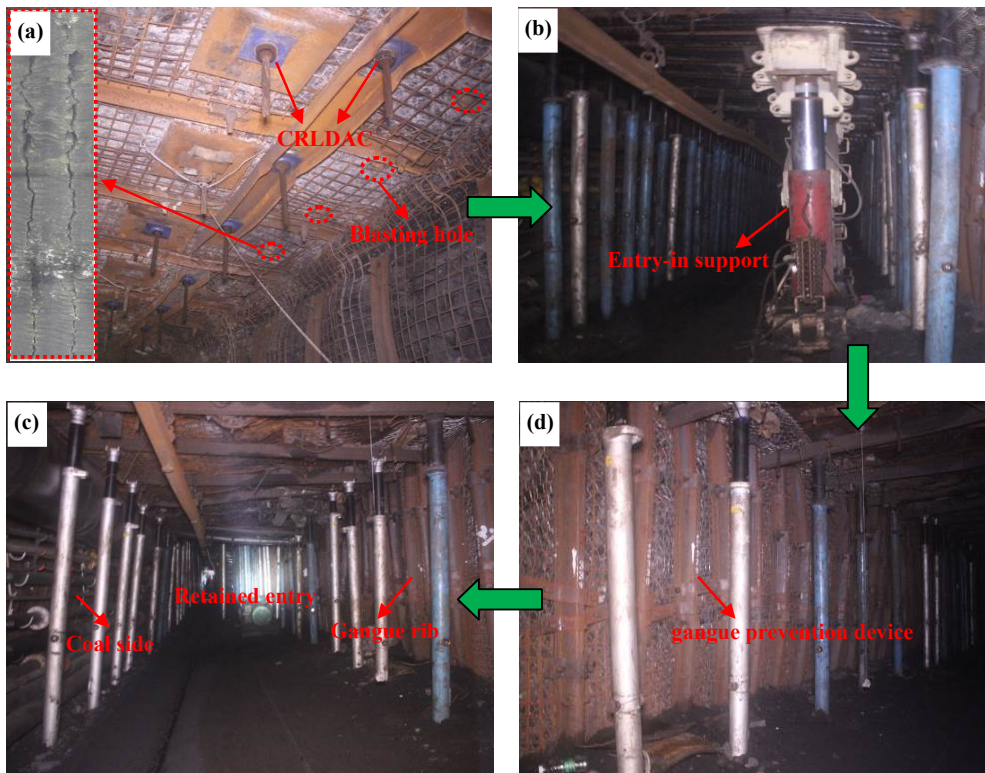 (a)
CRLDAC
Blasting hole
(b)
Entry-in support
(c)
Retained entry
Coal side
Gangue rib
(d)
gangue prevention device